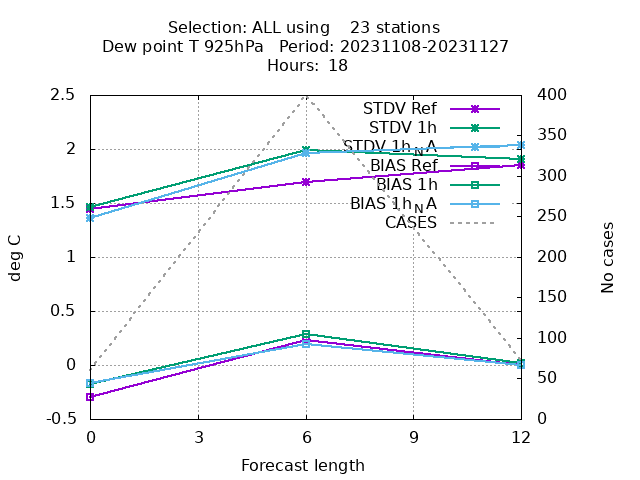 Selection: ALL using    23 stations
Dew point T 925hPa   Period: 20231108-20231127
Hours:  18
2.5
2
1.5
1
0.5
0
-0.5
deg C
400
350
300
250
200
150
100
50
0
No cases
STDV Ref
STDV 1h
STDV 1h_NA
BIAS Ref
BIAS 1h
BIAS 1h_NA
CASES
0
3
6
9
12
Forecast length